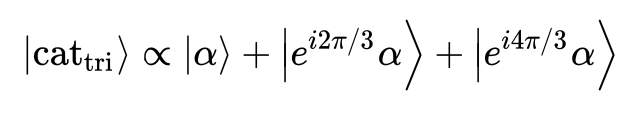 |cat_tri⟩ ∝ |α⟩ + |e^{i2π/3}α⟩ + |e^{i4π/3}α⟩